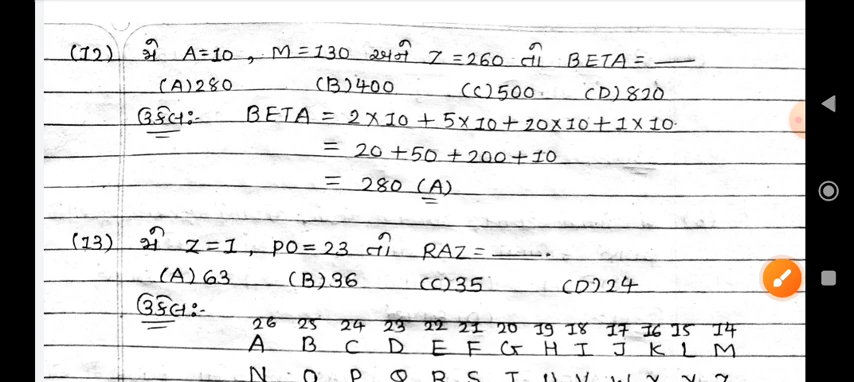 (12) જો A=10, M=130 અને Z=260 તો BETA = ___
(A)280 (B)400 (C)500 (D)820
ઉકેલ:- BETA = 2×10 + 5×10 + 20×10 + 1×10
= 20 + 50 + 200 + 10
= 280 (A)
(13) જો Z=1, PO=23 તો RAZ = ___.
(A)63 (B)36 (C)35 (D)24
ઉકેલ:-
26 25 24 23 22 21 20 19 18 17 16 15 14
A B C D E F G H I J K L M
N O P Q R S T U V W X Y Z